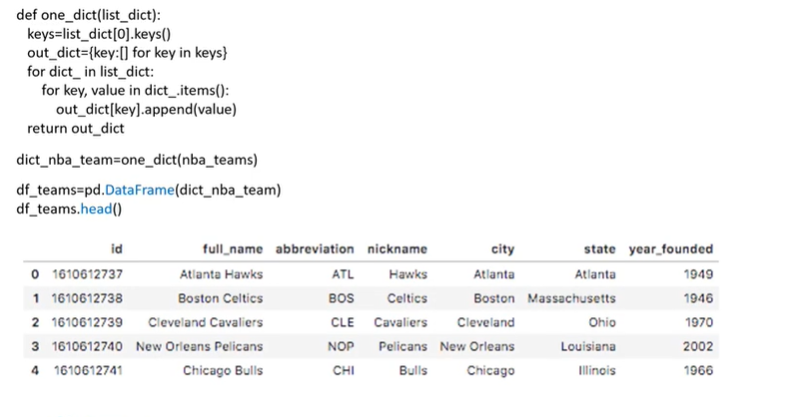 def one_dict(list_dict):
keys=list_dict[0].keys()
out_dict={key:[] for key in keys}
for dict_ in list_dict:
for key, value in dict_.items():
out_dict[key].append(value)
return out_dict
dict_nba_team=one_dict(nba_teams)
df_teams=pd.DataFrame(dict_nba_team)
df_teams.head()
id full_name abbreviation nickname city state year_founded
0 1610612737 Atlanta Hawks ATL Hawks Atlanta Atlanta 1949
1 1610612738 Boston Celtics BOS Celtics Boston Massachusetts 1946
2 1610612739 Cleveland Cavaliers CLE Cavaliers Cleveland Ohio 1970
3 1610612740 New Orleans Pelicans NOP Pelicans New Orleans Louisiana 2002
4 1610612741 Chicago Bulls CHI Bulls Chicago Illinois 1966